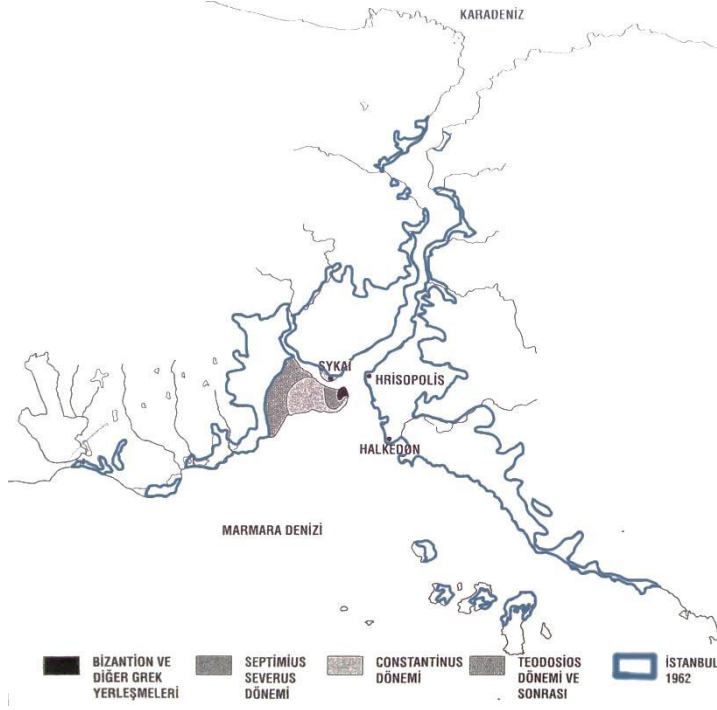 KARADENİZ
SYKAİ
HRİSOPOLİS
HALKEDON
MARMARA DENİZİ
BİZANTİON VE
DİĞER GREK
YERLEŞMELERİ
SEPTİMİUS
SEVERUS
DÖNEMİ
CONSTANTİNUS
DÖNEMİ
TEODOSİOS
DÖNEMİ VE
SONRASI
İSTANBUL
1962